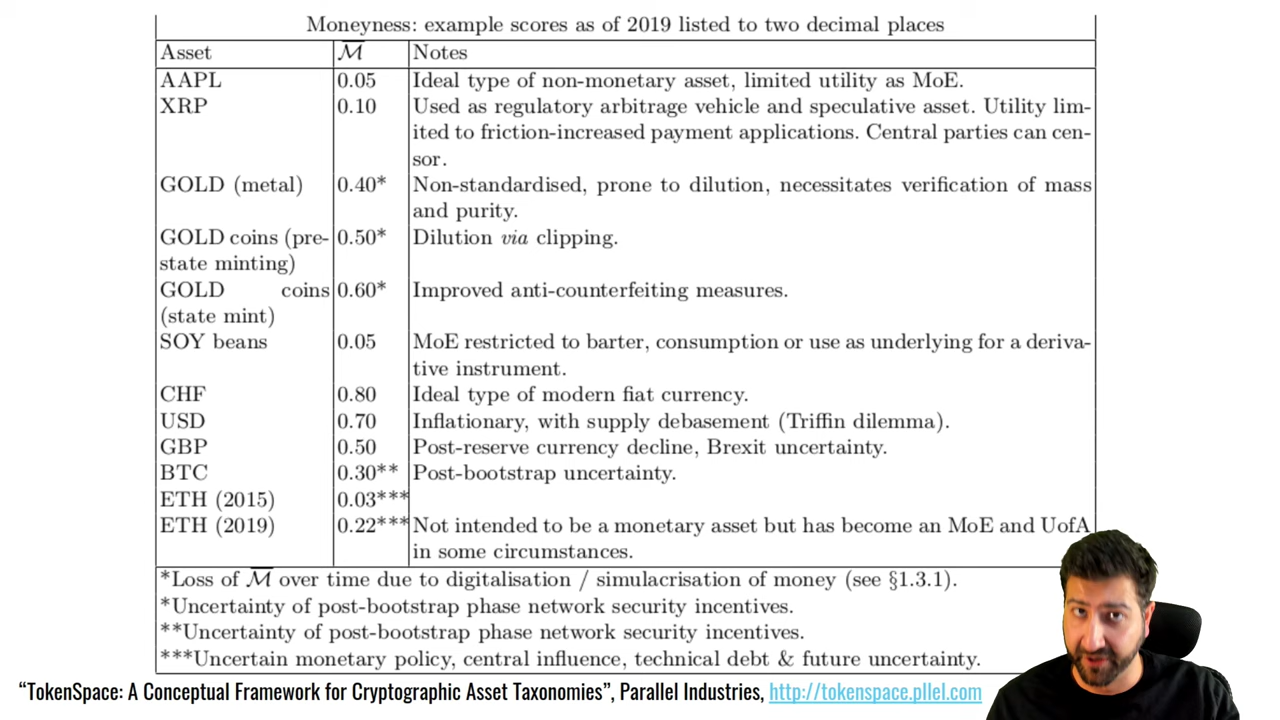 Moneyness: example scores as of 2019 listed to two decimal places
Asset M̄ Notes
AAPL 0.05 Ideal type of non-monetary asset, limited utility as MoE.
XRP 0.10 Used as regulatory arbitrage vehicle and speculative asset. Utility lim-
ited to friction-increased payment applications. Central parties can cen-
sor.
GOLD (metal) 0.40* Non-standardised, prone to dilution, necessitates verification of mass
and purity.
GOLD coins (pre- 0.50* Dilution via clipping.
state minting)
GOLD coins 0.60* Improved anti-counterfeiting measures.
(state mint)
SOY beans 0.05 MoE restricted to barter, consumption or use as underlying for a deriva-
tive instrument.
CHF 0.80 Ideal type of modern fiat currency.
USD 0.70 Inflationary, with supply debasement (Triffin dilemma).
GBP 0.50 Post-reserve currency decline, Brexit uncertainty.
BTC 0.30** Post-bootstrap uncertainty.
ETH (2015) 0.03***
ETH (2019) 0.22*** Not intended to be a monetary asset but has become an MoE and UofA
in some circumstances.
*Loss of M̄ over time due to digitalisation / simulacrisation of money (see §1.3.1).
*Uncertainty of post-bootstrap phase network security incentives.
**Uncertainty of post-bootstrap phase network security incentives.
***Uncertain monetary policy, central influence, technical debt & future uncertainty.
“TokenSpace: A Conceptual Framework for Cryptographic Asset Taxonomies”, Parallel Industries, http://tokenspace.pllel.com